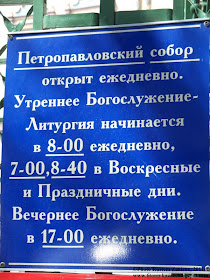 Петропавловский собор
открыт ежедневно.
Утреннее Богослужение-
Литургия начинается
в 8-00 ежедневно,
7-00,8-40 в Воскресные
и Праздничные дни.
Вечернее Богослужение
в 17-00 ежедневно.